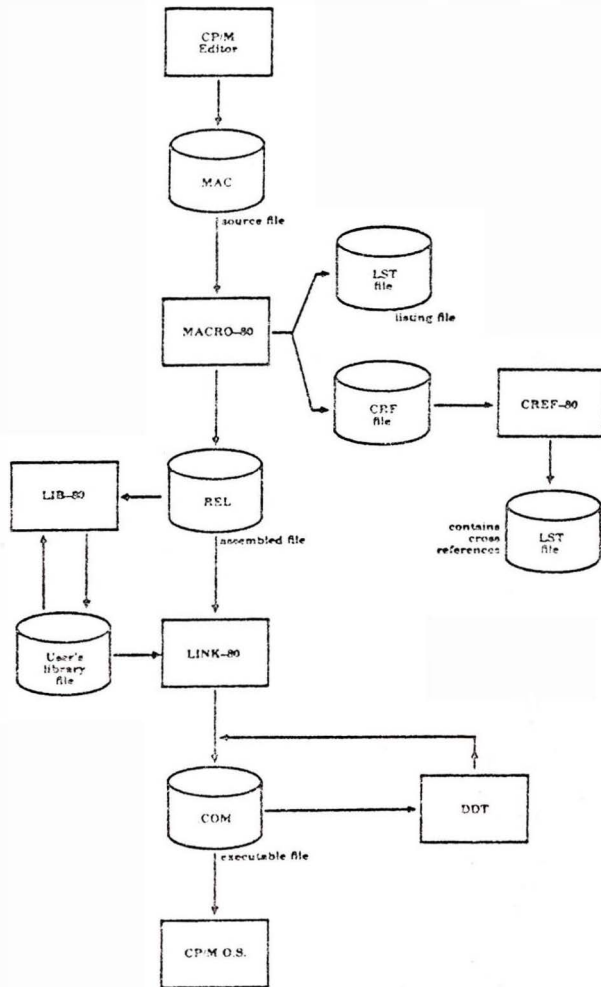 CP/M
Editor
MAC
source file
LST
file
listing file
MACRO-80
CRF
file
CREF-80
LIB-80
REL
assembled file
contains
cross
references
LST
file
User's
library
file
LINK-80
COM
executable file
DDT
CP/M O.S.